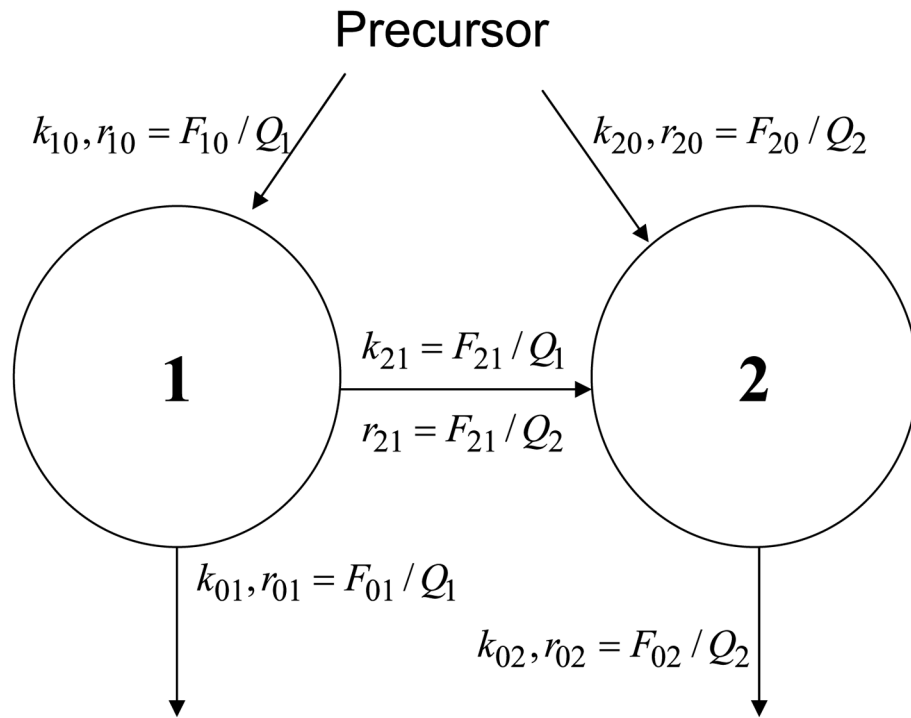 Precursor
k10, r10 = F10 / Q1
k20, r20 = F20 / Q2
1
k21 = F21 / Q1
r21 = F21 / Q2
2
k01, r01 = F01 / Q1
k02, r02 = F02 / Q2